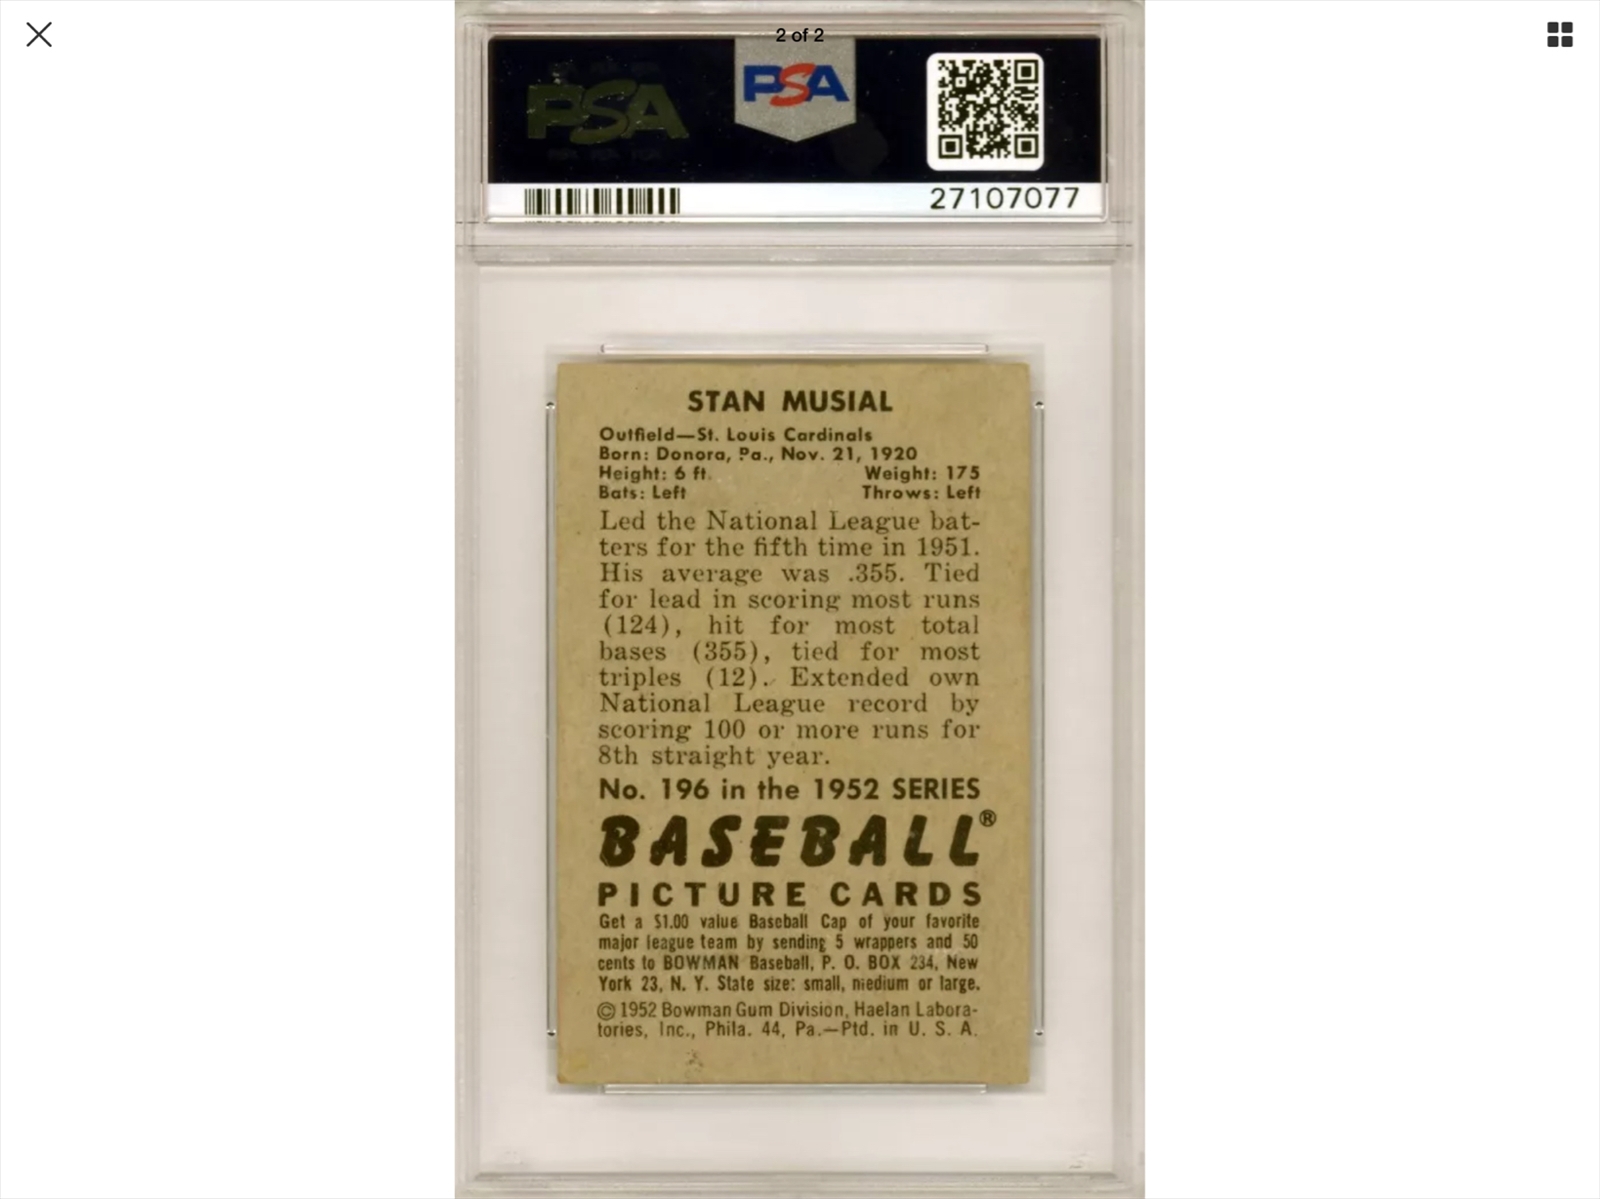 2 of 2
PSA
PSA
27107077
STAN MUSIAL
Outfield—St. Louis Cardinals
Born: Donora, Pa., Nov. 21, 1920
Height: 6 ft. Weight: 175
Bats: Left Throws: Left
Led the National League bat-
ters for the fifth time in 1951.
His average was .355. Tied
for lead in scoring most runs
(124), hit for most total
bases (355), tied for most
triples (12). Extended own
National League record by
scoring 100 or more runs for
8th straight year.
No. 196 in the 1952 SERIES
BASEBALL®
PICTURE CARDS
Get a $1.00 value Baseball Cap of your favorite
major league team by sending 5 wrappers and 50
cents to BOWMAN Baseball, P. O. BOX 234, New
York 23, N. Y. State size: small, medium or large.
© 1952 Bowman Gum Division, Haelan Labora-
tories, Inc., Phila. 44, Pa.—Ptd. in U. S. A.